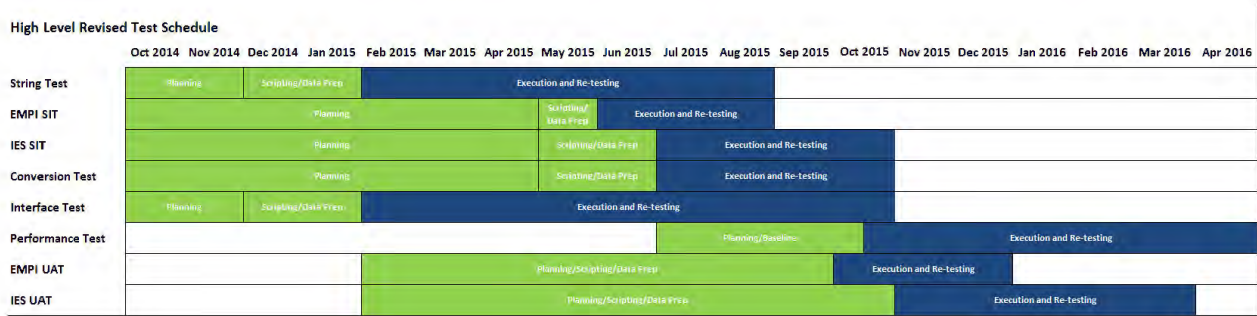 High Level Revised Test Schedule
Oct 2014 Nov 2014 Dec 2014 Jan 2015 Feb 2015 Mar 2015 Apr 2015 May 2015 Jun 2015 Jul 2015 Aug 2015 Sep 2015 Oct 2015 Nov 2015 Dec 2015 Jan 2016 Feb 2016 Mar 2016 Apr 2016
String Test Planning Scripting/Data Prep Execution and Re-testing
EMPI SIT Planning Scripting/ Execution and Re-testing
Data Prep
IES SIT Planning Scripting/Data Prep Execution and Re-testing
Conversion Test Planning Scripting/Data Prep Execution and Re-testing
Interface Test Planning Scripting/Data Prep Execution and Re-testing
Performance Test Planning/Baseline Execution and Re-testing
EMPI UAT Planning/Scripting/Data Prep Execution and Re-testing
IES UAT Planning/Scripting/Data Prep Execution and Re-testing